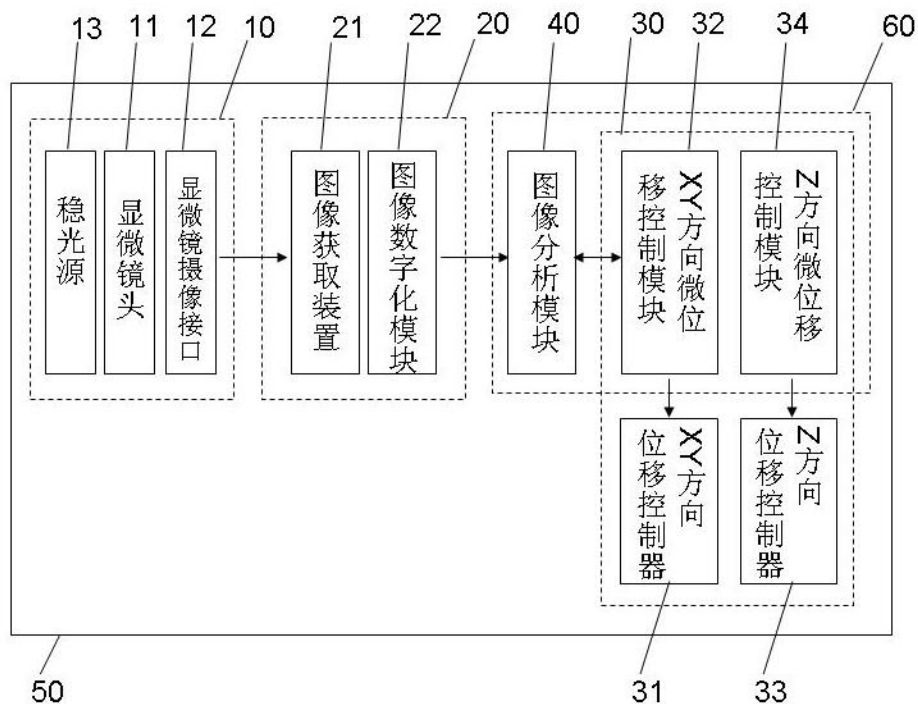 13
11
12
10
21
22
20
40
30
32
34
60
稳光源
显微镜头
显微镜摄像接口
图像获取装置
图像数字化模块
图像分析模块
XY方向微位
移控制模块
Z方向微位移
控制模块
XY方向
位移控制器
Z方向
位移控制器
50
31
33